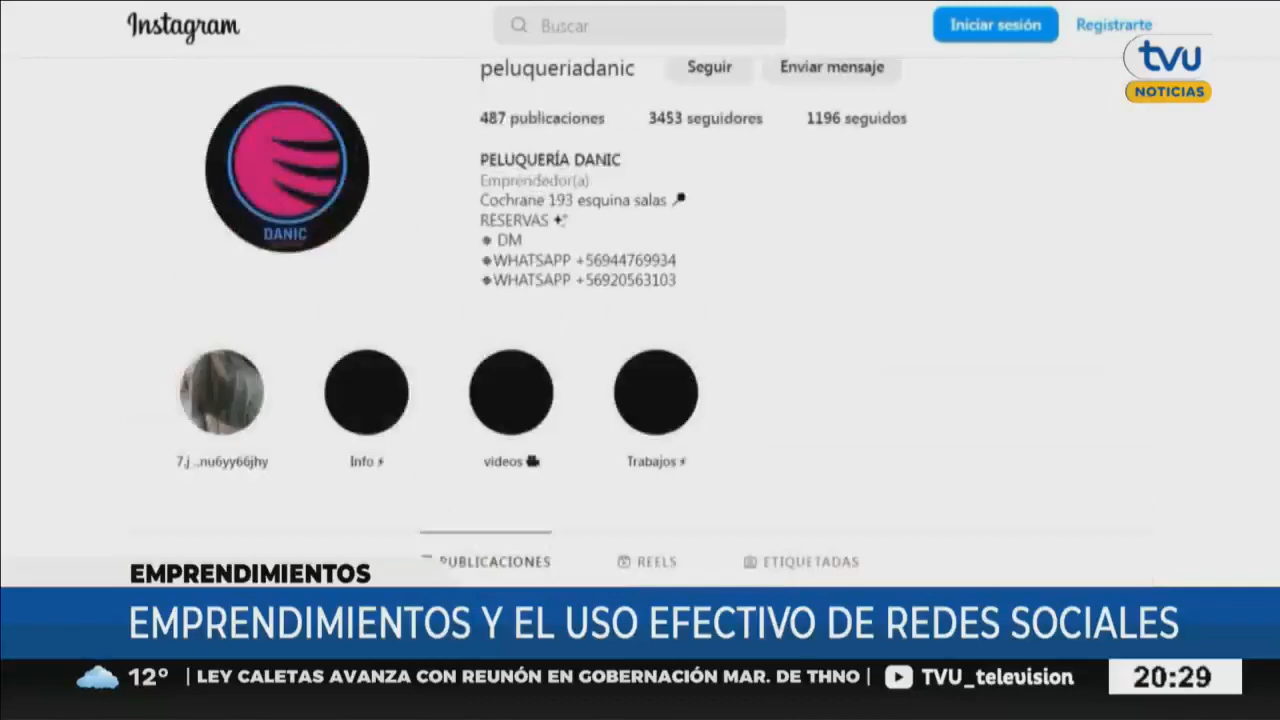 Instagram
Buscar
Iniciar sesión
Registrarte
tvu
NOTICIAS
peluqueriadanic
Seguir
Enviar mensaje
487 publicaciones
3453 seguidores
1196 seguidos
PELUQUERÍA DANIC
Emprendedor(a)
Cochrane 193 esquina salas
RESERVAS
DM
WHATSAPP +56944769934
WHATSAPP +56920563103
DANIC
7,j...nu6yy66jhy
Info
videos
Trabajos
PUBLICACIONES
REELS
ETIQUETADAS
EMPRENDIMIENTOS
EMPRENDIMIENTOS Y EL USO EFECTIVO DE REDES SOCIALES
12° | LEY CALETAS AVANZA CON REUNÓN EN GOBERNACIÓN MAR. DE THNO |
TVU_television
20:29